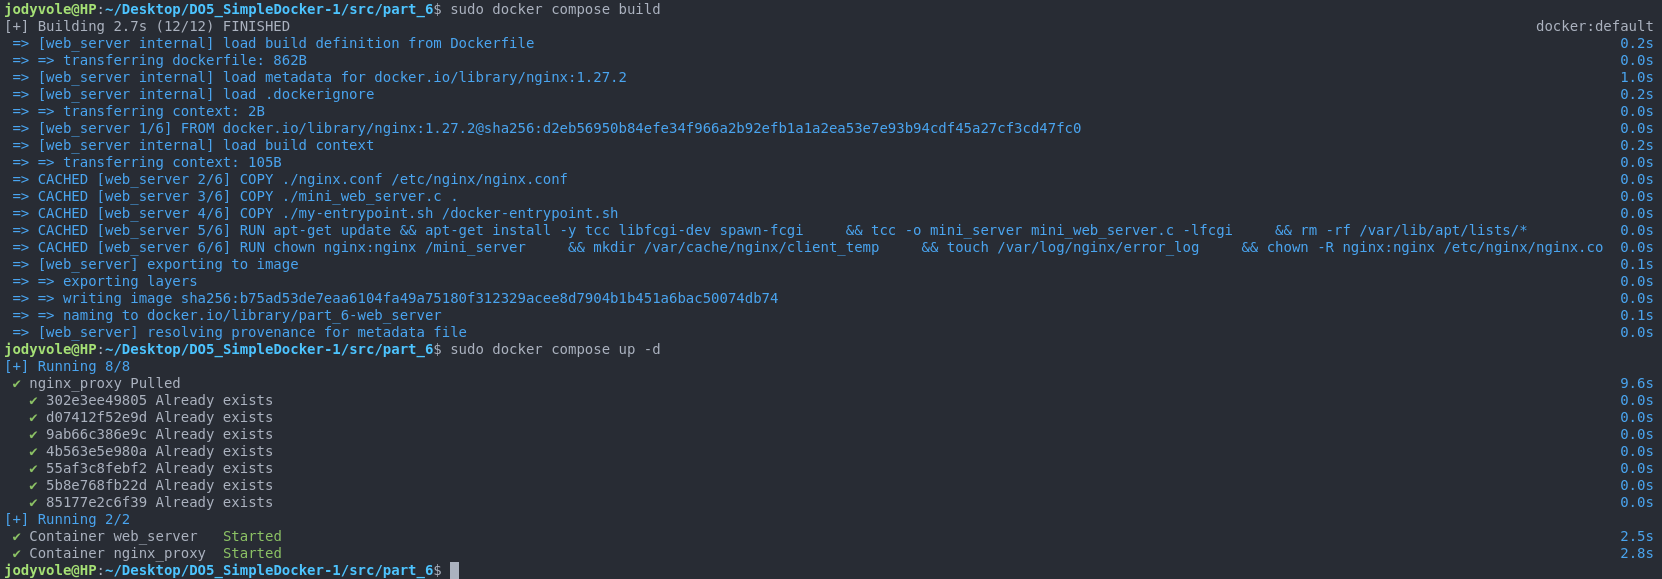 jodyvole@HP:~/Desktop/DO5_SimpleDocker-1/src/part_6$ sudo docker compose build
[+] Building 2.7s (12/12) FINISHED docker:default
=> [web_server internal] load build definition from Dockerfile 0.2s
=> => transferring dockerfile: 862B 0.0s
=> [web_server internal] load metadata for docker.io/library/nginx:1.27.2 1.0s
=> [web_server internal] load .dockerignore 0.2s
=> => transferring context: 2B 0.0s
=> [web_server 1/6] FROM docker.io/library/nginx:1.27.2@sha256:d2eb56950b84efe34f966a2b92efb1a1a2ea53e7e93b94cdf45a27cf3cd47fc0 0.0s
=> [web_server internal] load build context 0.2s
=> => transferring context: 105B 0.0s
=> CACHED [web_server 2/6] COPY ./nginx.conf /etc/nginx/nginx.conf 0.0s
=> CACHED [web_server 3/6] COPY ./mini_web_server.c . 0.0s
=> CACHED [web_server 4/6] COPY ./my-entrypoint.sh /docker-entrypoint.sh 0.0s
=> CACHED [web_server 5/6] RUN apt-get update && apt-get install -y tcc libfcgi-dev spawn-fcgi && tcc -o mini_server mini_web_server.c -lfcgi && rm -rf /var/lib/apt/lists/* 0.0s
=> CACHED [web_server 6/6] RUN chown nginx:nginx /mini_server && mkdir /var/cache/nginx/client_temp && touch /var/log/nginx/error_log && chown -R nginx:nginx /etc/nginx/nginx.co 0.0s
=> [web_server] exporting to image 0.1s
=> => exporting layers 0.0s
=> => writing image sha256:b75ad53de7eaa6104fa49a75180f312329acee8d7904b1b451a6bac50074db74 0.0s
=> => naming to docker.io/library/part_6-web_server 0.1s
=> [web_server] resolving provenance for metadata file 0.0s
jodyvole@HP:~/Desktop/DO5_SimpleDocker-1/src/part_6$ sudo docker compose up -d
[+] Running 8/8
✔ nginx_proxy Pulled 9.6s
✔ 302e3ee49805 Already exists 0.0s
✔ d07412f52e9d Already exists 0.0s
✔ 9ab66c386e9c Already exists 0.0s
✔ 4b563e5e980a Already exists 0.0s
✔ 55af3c8febf2 Already exists 0.0s
✔ 5b8e768fb22d Already exists 0.0s
✔ 85177e2c6f39 Already exists 0.0s
[+] Running 2/2
✔ Container web_server Started 2.5s
✔ Container nginx_proxy Started 2.8s
jodyvole@HP:~/Desktop/DO5_SimpleDocker-1/src/part_6$